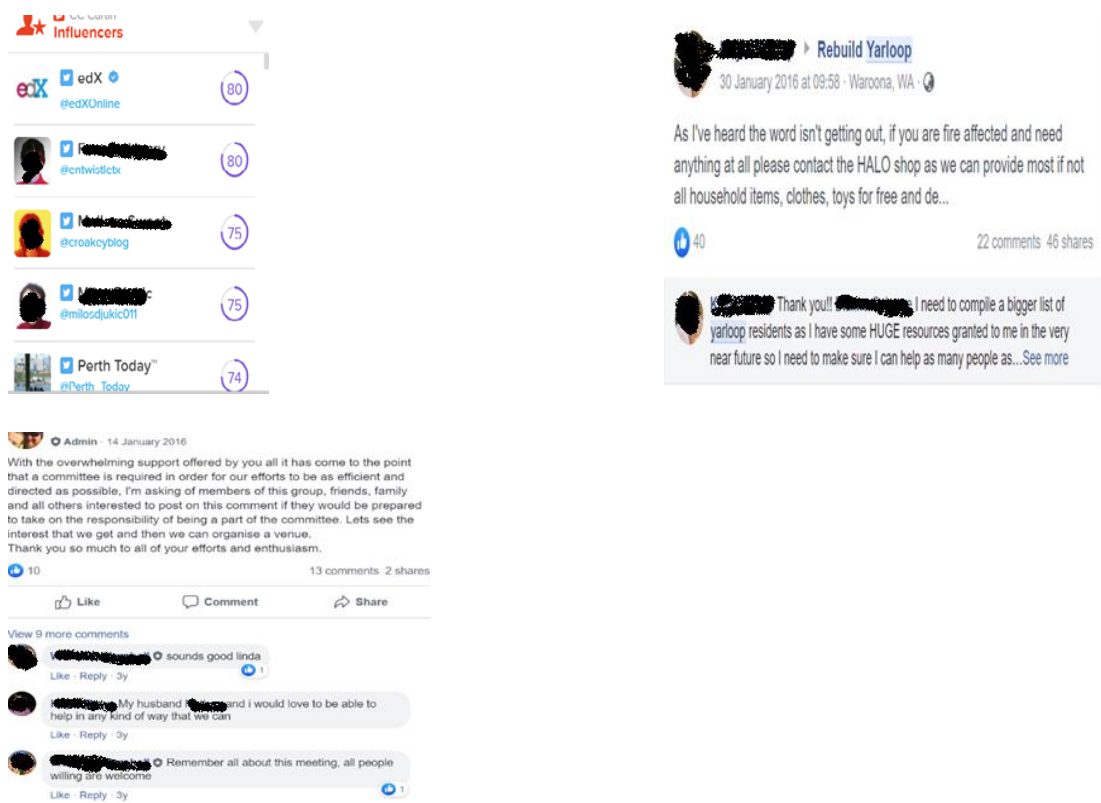 Influencers
edX
edX
@edXOnline
80
80
@croakeyblog
75
@milosdjukic011
75
Perth Today™
@Perth_Today
74
Rebuild Yarloop
30 January 2016 at 09:58 · Waroona, WA ·
As I've heard the word isn't getting out, if you are fire affected and need
anything at all please contact the HALO shop as we can provide most if not
all household items, clothes, toys for free and de...
40
22 comments 46 shares
Thank you!! I need to compile a bigger list of
yarloop residents as I have some HUGE resources granted to me in the very
near future so I need to make sure I can help as many people as...See more
Admin · 14 January 2016
With the overwhelming support offered by you all it has come to the point
that a committee is required in order for our efforts to be as efficient and
directed as possible, I'm asking of members of this group, friends, family
and all others interested to post on this comment if they would be prepared
to take on the responsibility of being a part of the committee. Lets see the
interest that we get and then we can organise a venue.
Thank you so much to all of your efforts and enthusiasm.
10
13 comments 2 shares
Like Comment Share
View 9 more comments
sounds good linda
1
Like · Reply · 3y
My husband and i would love to be able to
help in any kind of way that we can
Like · Reply · 3y
Remember all about this meeting, all people
willing are welcome
1
Like · Reply · 3y